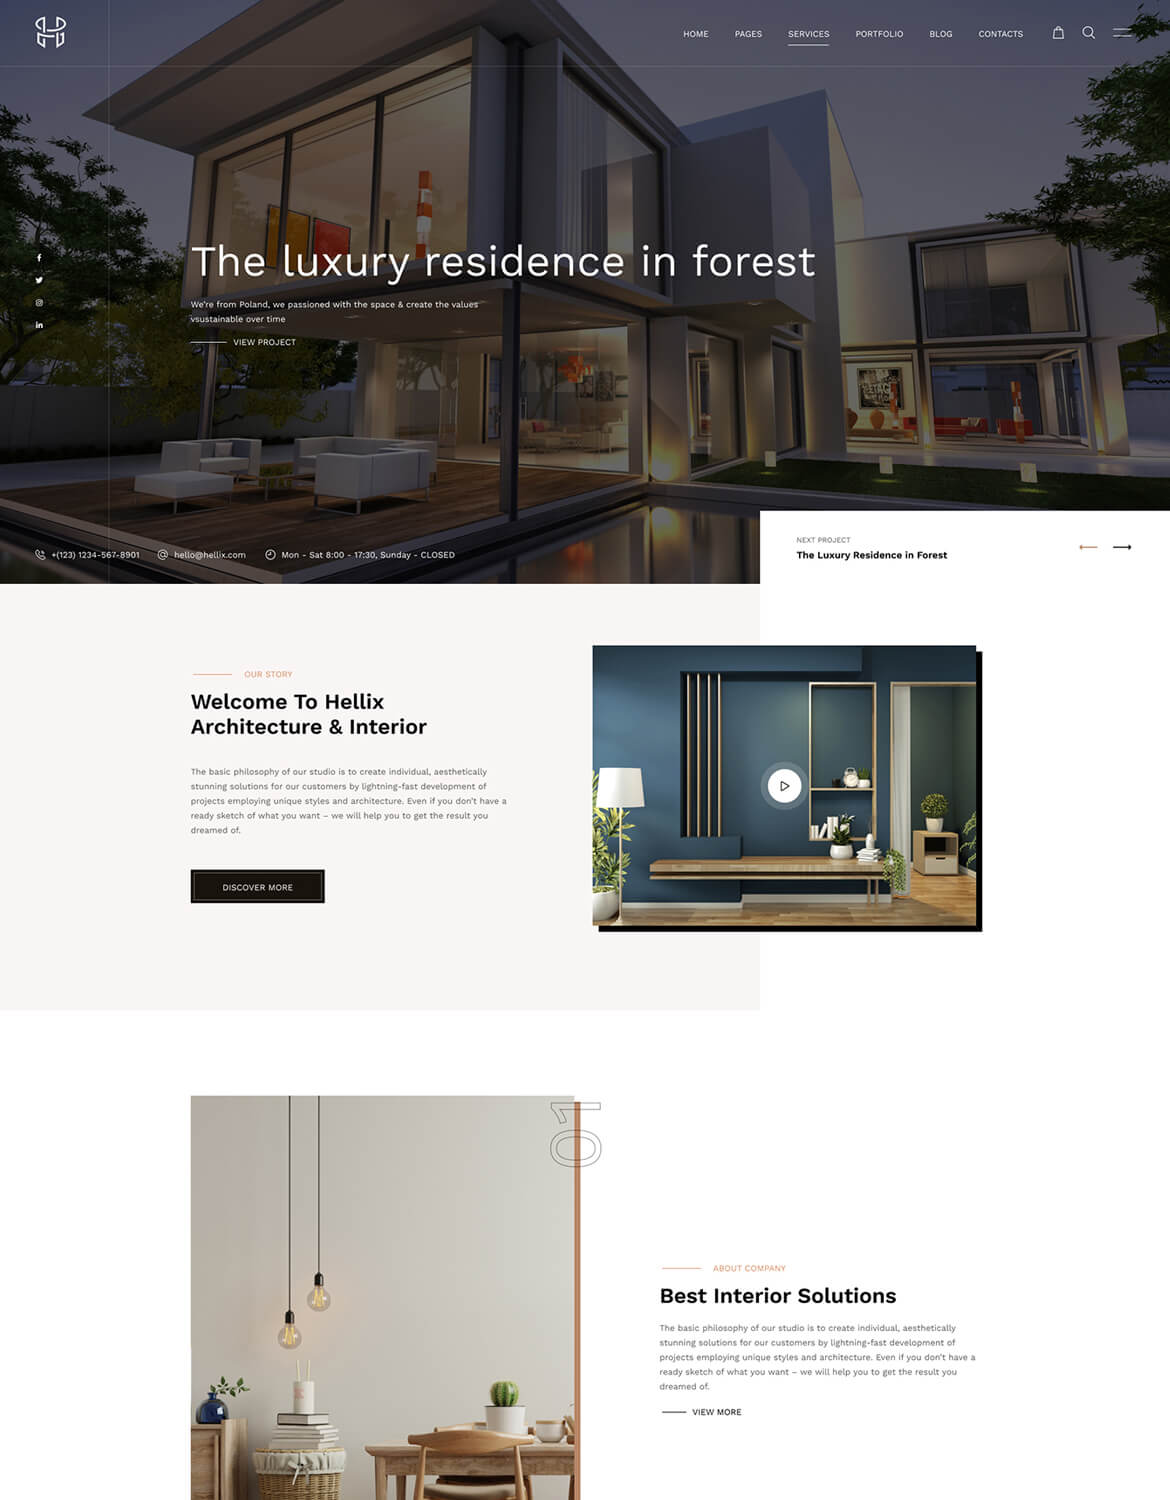 HOME PAGES SERVICES PORTFOLIO BLOG CONTACTS
The luxury residence in forest
We're from Poland, we passioned with the space & create the values
vsustainable over time
VIEW PROJECT
+(123) 1234-567-8901 hello@hellix.com Mon - Sat 8:00 - 17:30, Sunday - CLOSED
NEXT PROJECT
The Luxury Residence in Forest
OUR STORY
Welcome To Hellix
Architecture & Interior
The basic philosophy of our studio is to create individual, aesthetically
stunning solutions for our customers by lightning-fast development of
projects employing unique styles and architecture. Even if you don't have a
ready sketch of what you want – we will help you to get the result you
dreamed of.
DISCOVER MORE
10
ABOUT COMPANY
Best Interior Solutions
The basic philosophy of our studio is to create individual, aesthetically
stunning solutions for our customers by lightning-fast development of
projects employing unique styles and architecture. Even if you don't have a
ready sketch of what you want – we will help you to get the result you
dreamed of.
VIEW MORE